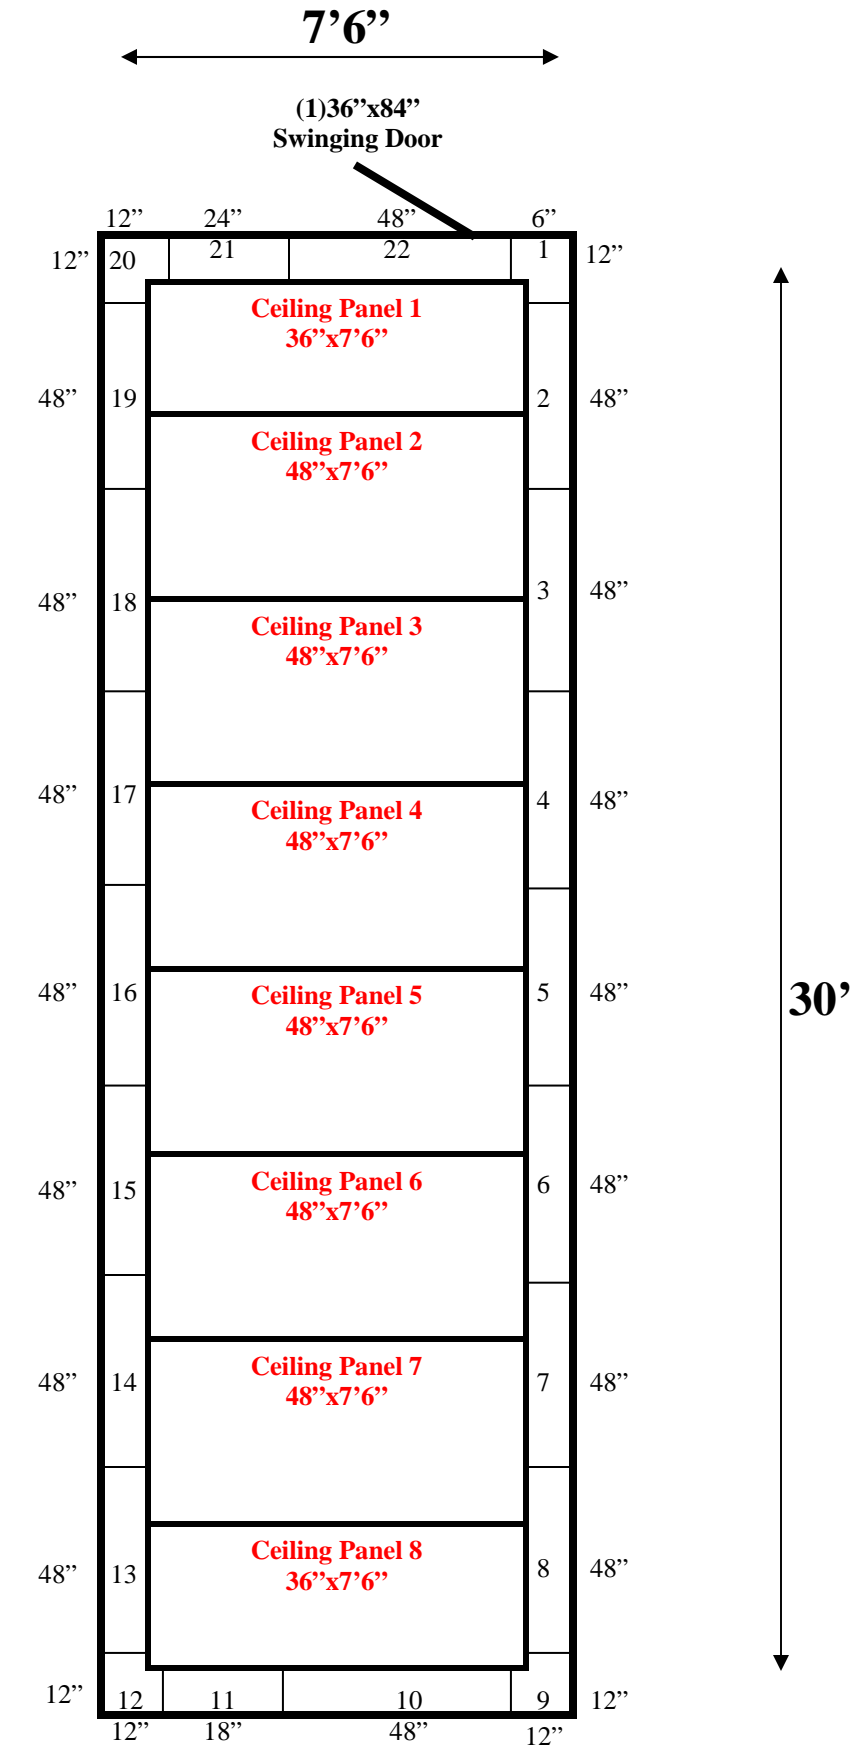 7’6”
(1)36”x84”
Swinging Door
12” 24” 48” 6”
12” 20 21 22 1 12”
Ceiling Panel 1
36”x7’6”
48” 19 2 48”
Ceiling Panel 2
48”x7’6”
48” 18 3 48”
Ceiling Panel 3
48”x7’6”
48” 17 4 48”
Ceiling Panel 4
48”x7’6”
48” 16 5 48”
30’
Ceiling Panel 5
48”x7’6”
48” 15 6 48”
Ceiling Panel 6
48”x7’6”
48” 14 7 48”
Ceiling Panel 7
48”x7’6”
48” 13 8 48”
Ceiling Panel 8
36”x7’6”
12” 12 11 10 9 12”
12” 18” 48” 12”